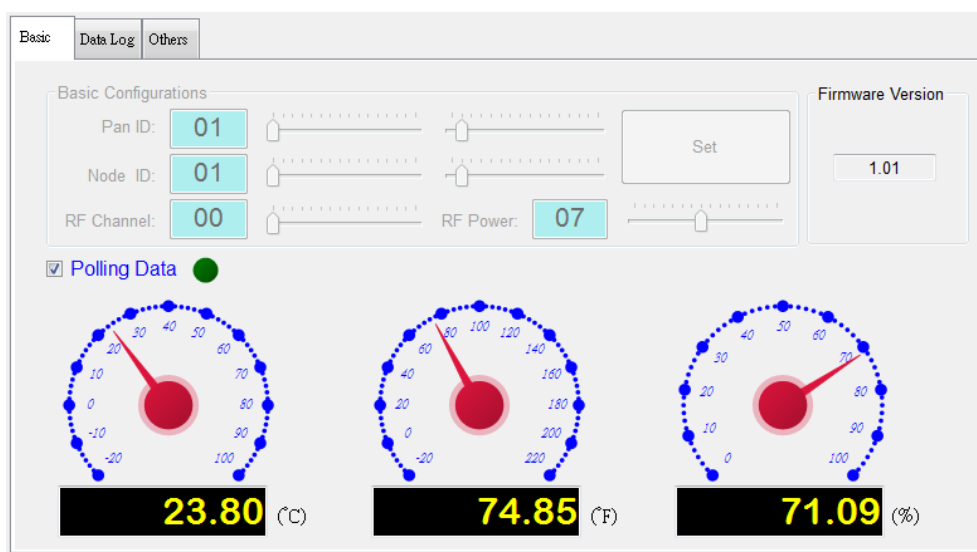 Basic Data Log Others
Basic Configurations
Firmware Version
Pan ID: 01
Set
1.01
Node ID: 01
RF Channel: 00 RF Power: 07
Polling Data
-20 -10 0 10 20 30 40 50 60 70 80 90 100
-20 0 20 40 60 80 100 120 140 160 180 200 220
0 10 20 30 40 50 60 70 80 90 100
23.80 (℃)
74.85 (℉)
71.09 (%)